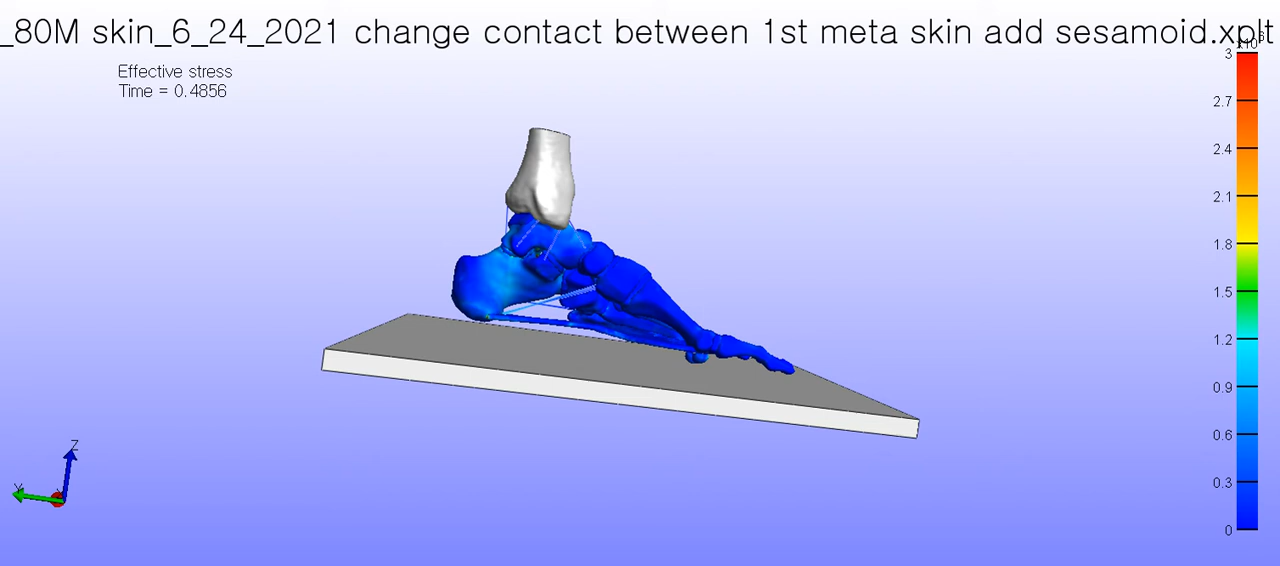 _80M skin_6_24_2021 change contact between 1st meta skin add sesamoid.xplt
Effective stress
Time = 0.4856
3
2.7
2.4
2.1
1.8
1.5
1.2
0.9
0.6
0.3
0
Z
Y